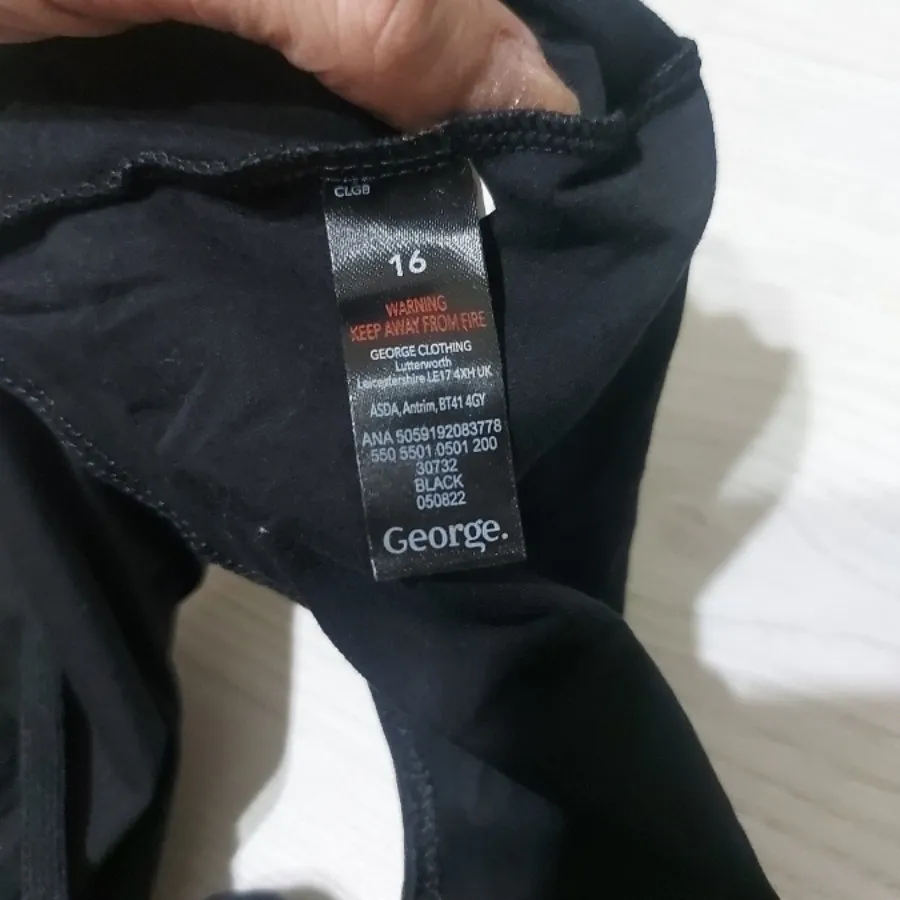 CLGB
16
WARNING
KEEP AWAY FROM FIRE
GEORGE CLOTHING
Lutterworth
Leicestershire LE17 4XH UK
ASDA, Antrim, BT41 4GY
ANA 5059192083778
550 5501 0501 200
30732
BLACK
050822
George.